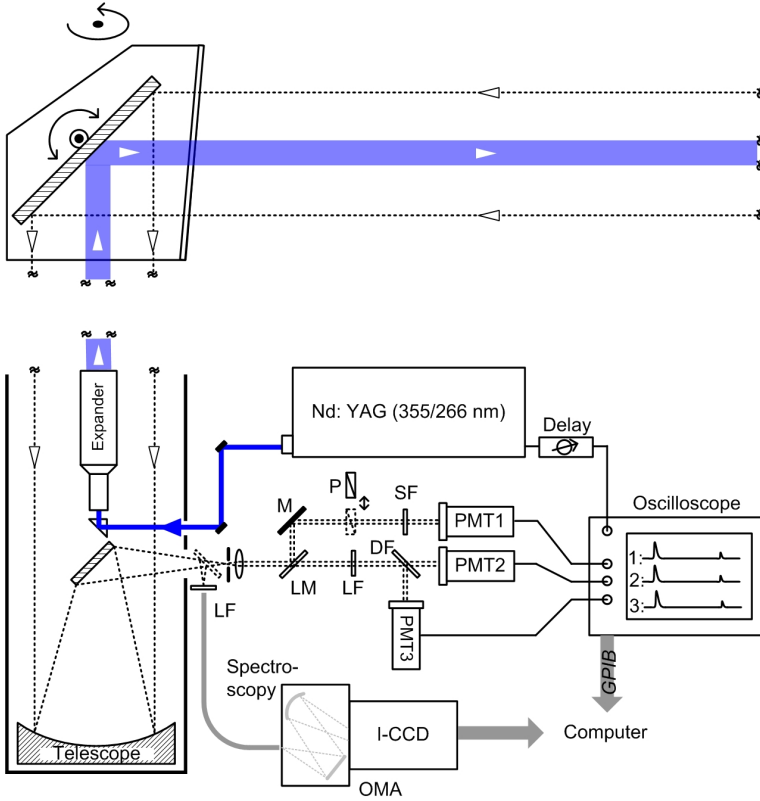 Expander
Nd: YAG (355/266 nm)
Delay
Oscilloscope
P
SF
M
PMT1
1:
DF
PMT2
2:
LM
LF
3:
LF
PMT3
GPIB
Spectro-
scopy
I-CCD
Computer
Telescope
OMA